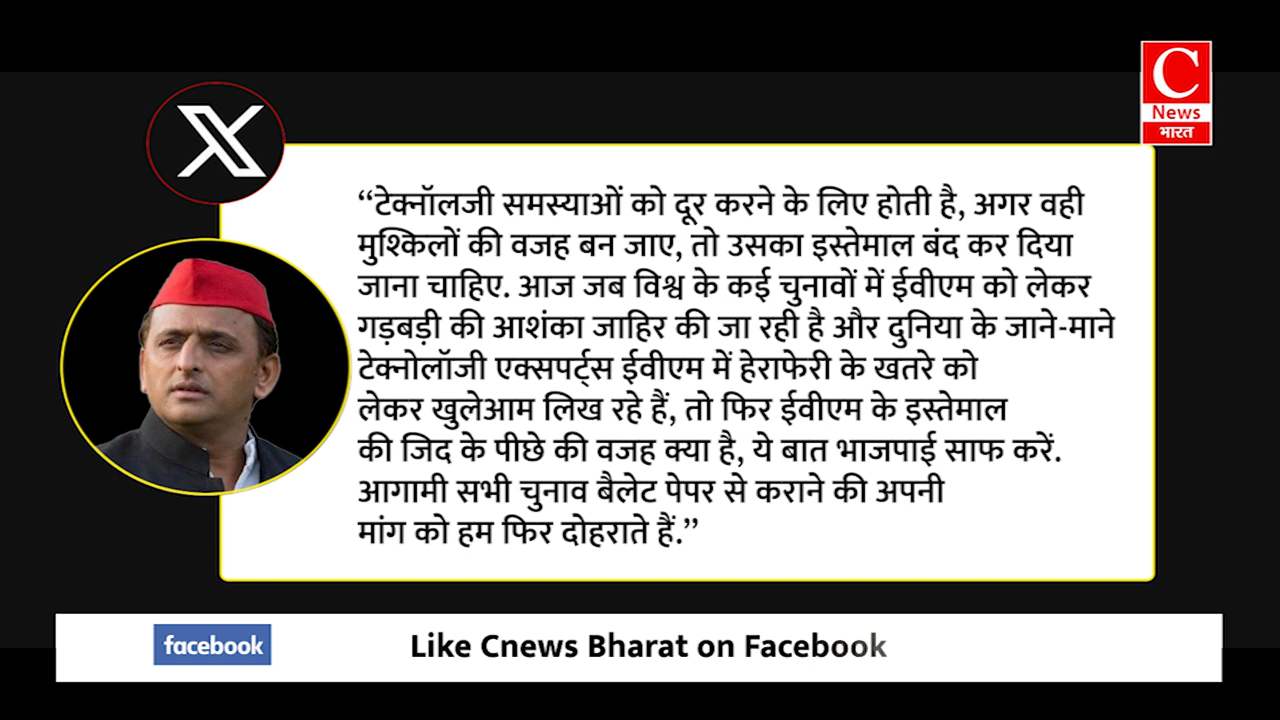 C
News
भारत
“टेक्नॉलजी समस्याओं को दूर करने के लिए होती है, अगर वही
मुश्किलों की वजह बन जाए, तो उसका इस्तेमाल बंद कर दिया
जाना चाहिए. आज जब विश्व के कई चुनावों में ईवीएम को लेकर
गड़बड़ी की आशंका जाहिर की जा रही है और दुनिया के जाने-माने
टेक्नोलॉजी एक्सपर्ट्स ईवीएम में हेराफेरी के खतरे को
लेकर खुलेआम लिख रहे हैं, तो फिर ईवीएम के इस्तेमाल
की जिद के पीछे की वजह क्या है, ये बात भाजपाई साफ करें.
आगामी सभी चुनाव बैलेट पेपर से कराने की अपनी
मांग को हम फिर दोहराते हैं.”
facebook
Like Cnews Bharat on Facebook